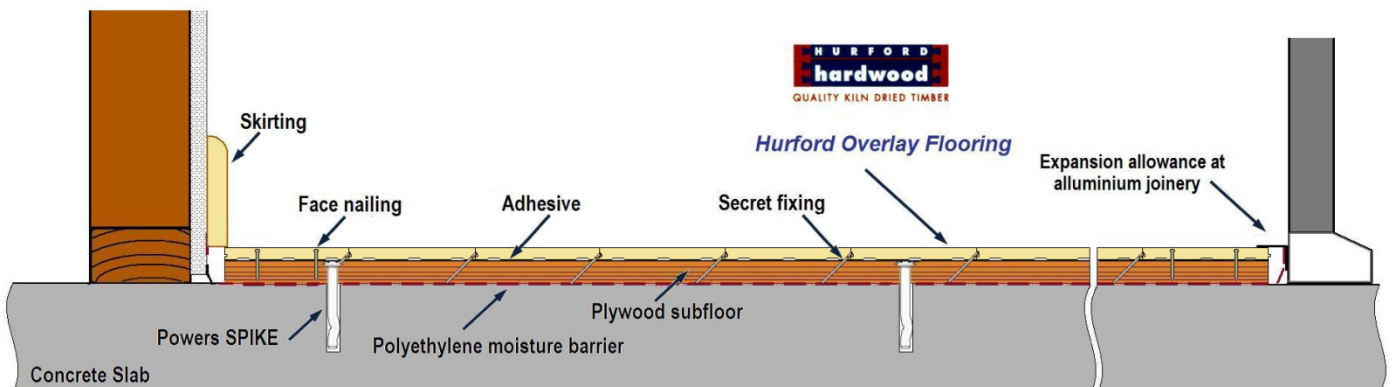 HURFORD
hardwood
QUALITY KILN DRIED TIMBER
Skirting
Hurford Overlay Flooring
Expansion allowance at
alluminium joinery
Face nailing
Adhesive
Secret fixing
Powers SPIKE
Polyethylene moisture barrier
Plywood subfloor
Concrete Slab